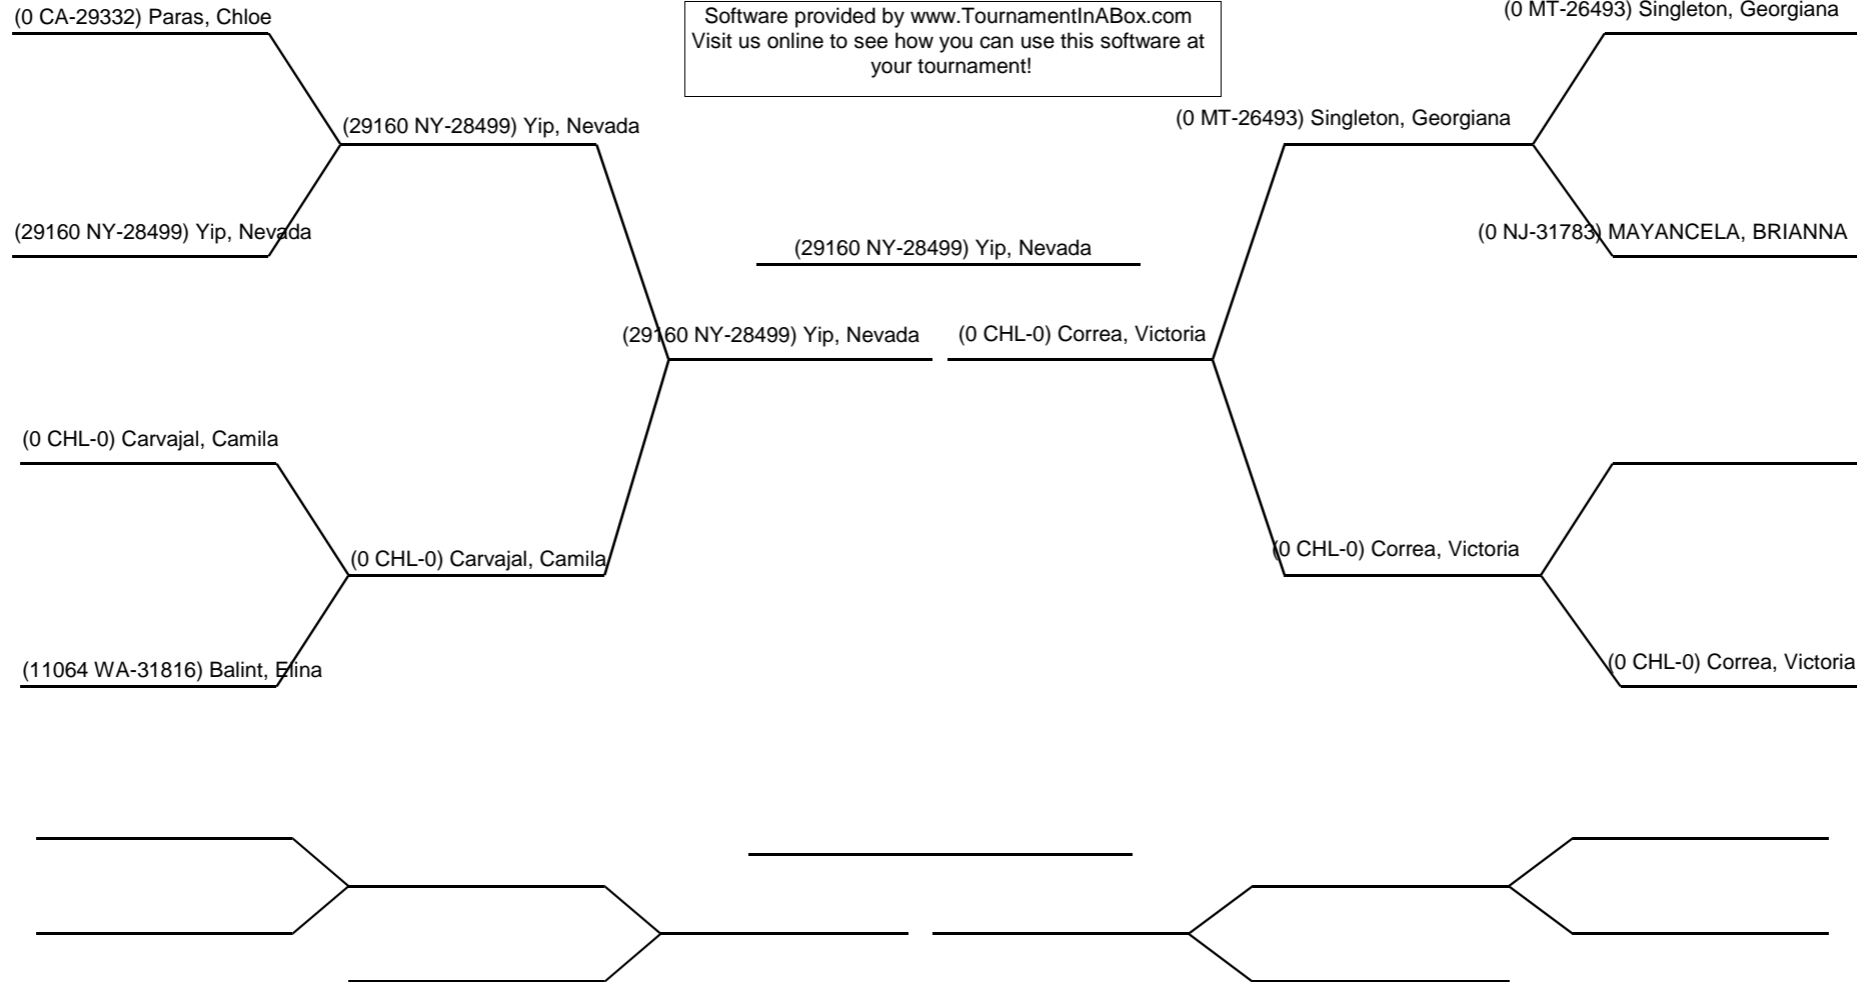 (0 CA-29332) Paras, Chloe
Software provided by www.TournamentInABox.com
Visit us online to see how you can use this software at
your tournament!
(0 MT-26493) Singleton, Georgiana
(29160 NY-28499) Yip, Nevada
(0 MT-26493) Singleton, Georgiana
(29160 NY-28499) Yip, Nevada
(29160 NY-28499) Yip, Nevada
(0 NJ-31783) MAYANCELA, BRIANNA
(29160 NY-28499) Yip, Nevada
(0 CHL-0) Correa, Victoria
(0 CHL-0) Carvajal, Camila
(0 CHL-0) Carvajal, Camila
(0 CHL-0) Correa, Victoria
(11064 WA-31816) Balint, Elina
(0 CHL-0) Correa, Victoria